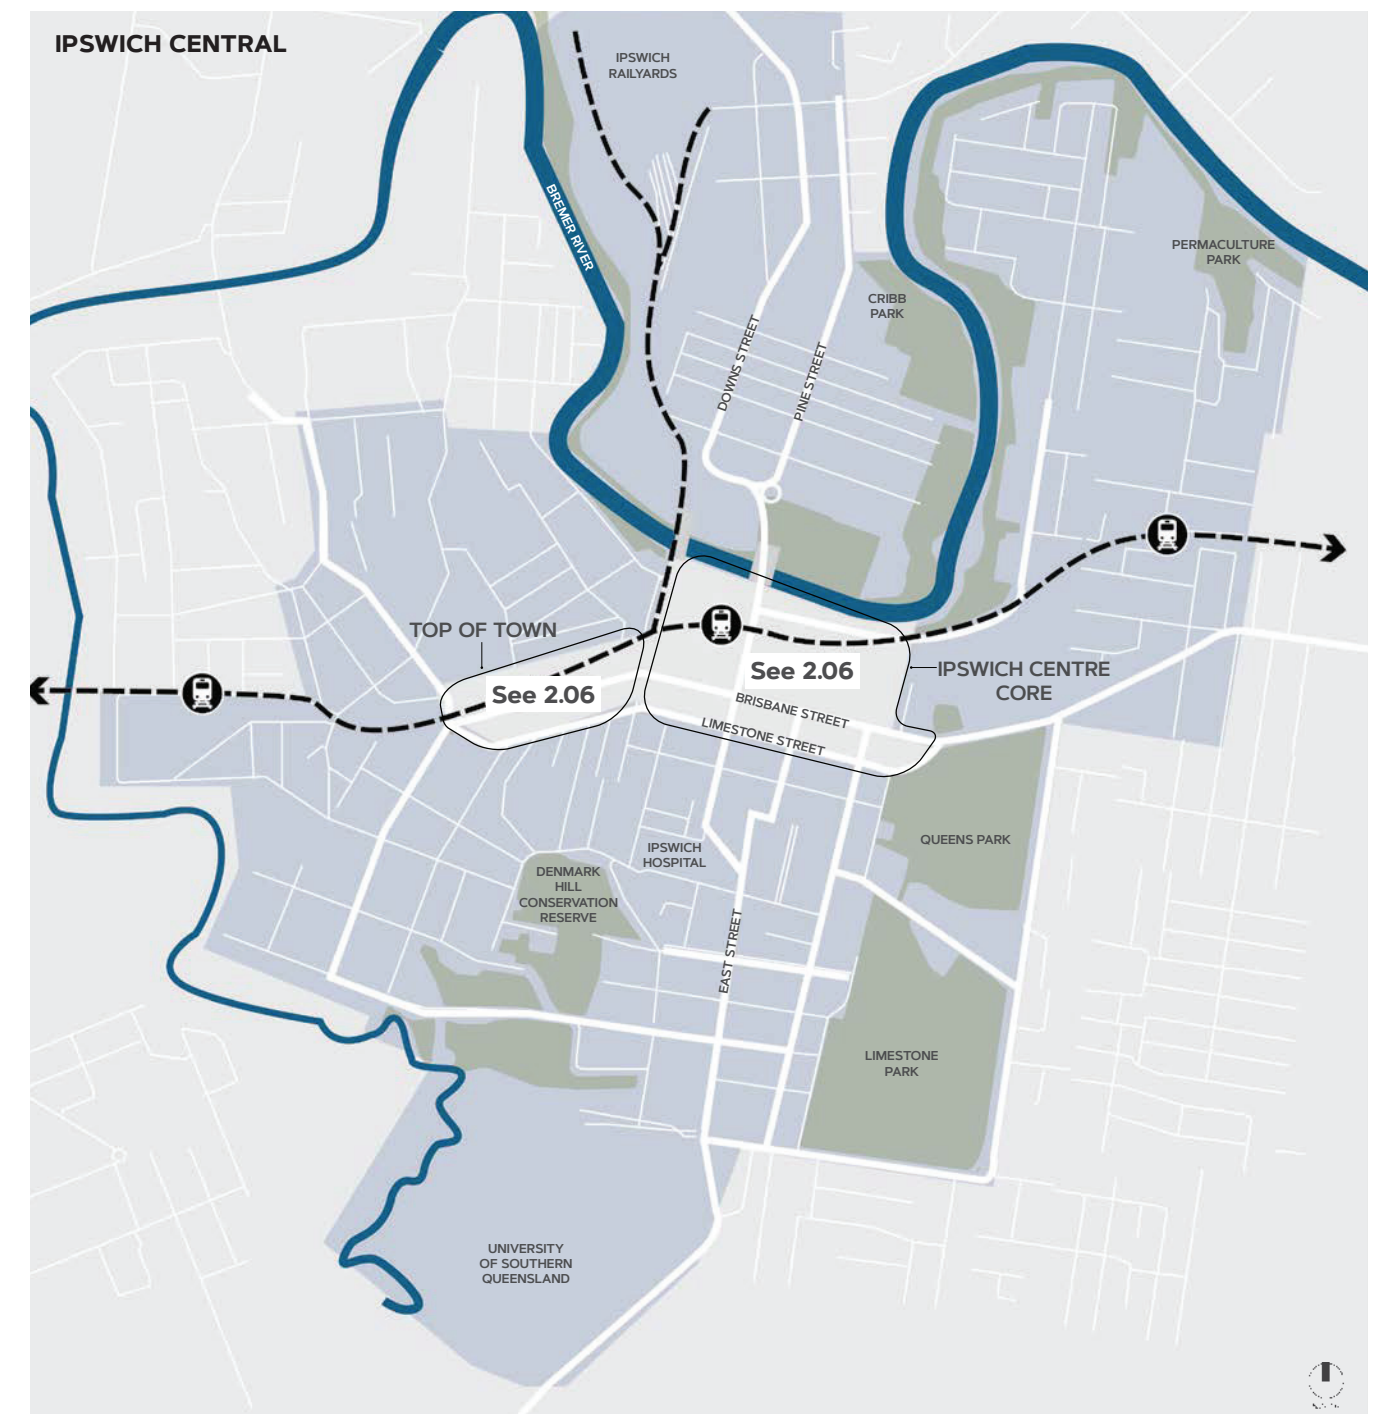 IPSWICH CENTRAL
IPSWICH
RAILYARDS
BREMER RIVER
PERMACULTURE
PARK
CRIBB
PARK
DOWNS STREET
PINE STREET
TOP OF TOWN
See 2.06
See 2.06
IPSWICH CENTRE
CORE
BRISBANE STREET
LIMESTONE STREET
QUEENS PARK
IPSWICH
HOSPITAL
DENMARK
HILL
CONSERVATION
RESERVE
EAST STREET
LIMESTONE
PARK
UNIVERSITY
OF SOUTHERN
QUEENSLAND